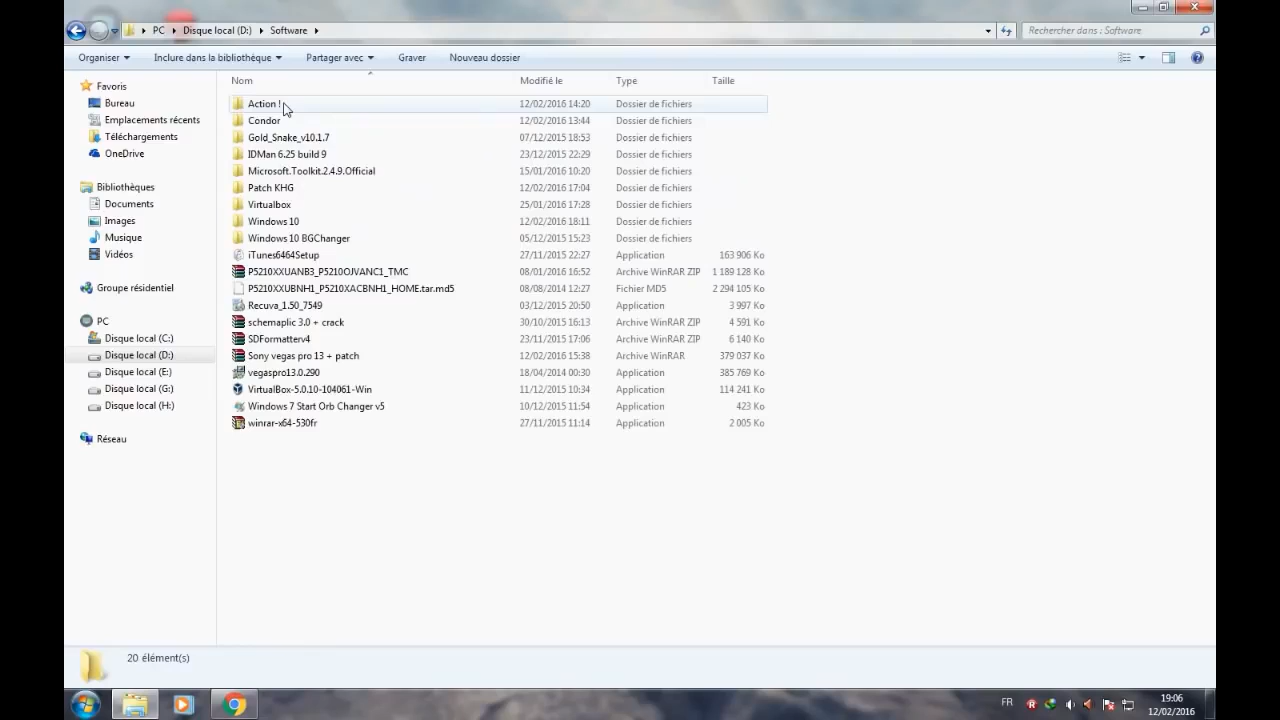 PC Disque local (D:) Software
Rechercher dans : Software
Organiser Inclure dans la bibliothèque Partager avec Graver Nouveau dossier
Nom Modifié le Type Taille
Favoris
Bureau
Emplacements récents
Téléchargements
OneDrive
Bibliothèques
Documents
Images
Musique
Vidéos
Groupe résidentiel
PC
Disque local (C:)
Disque local (D:)
Disque local (E:)
Disque local (G:)
Disque local (H:)
Réseau
Action ! 12/02/2016 14:20 Dossier de fichiers
Condor 12/02/2016 13:44 Dossier de fichiers
Gold_Snake_v10.1.7 07/12/2015 18:53 Dossier de fichiers
IDMan 6.25 build 9 23/12/2015 22:29 Dossier de fichiers
Microsoft.Toolkit.2.4.9.Official 15/01/2016 10:20 Dossier de fichiers
Patch KHG 12/02/2016 17:04 Dossier de fichiers
Virtualbox 25/01/2016 17:28 Dossier de fichiers
Windows 10 12/02/2016 18:11 Dossier de fichiers
Windows 10 BGChanger 05/12/2015 15:23 Dossier de fichiers
iTunes6464Setup 27/11/2015 22:27 Application 163 906 Ko
P5210XXUANB3_P5210OJVANC1_TMC 08/01/2016 16:52 Archive WinRAR ZIP 1 189 128 Ko
P5210XXUBNH1_P5210XACBNH1_HOME.tar.md5 08/08/2014 12:27 Fichier MD5 2 294 105 Ko
Recuva_1.50_7549 03/12/2015 20:50 Application 3 997 Ko
schemaplic 3.0 + crack 30/10/2015 16:13 Archive WinRAR ZIP 4 591 Ko
SDFormatterv4 23/11/2015 17:06 Archive WinRAR ZIP 6 140 Ko
Sony vegas pro 13 + patch 12/02/2016 15:38 Archive WinRAR 379 037 Ko
vegaspro13.0.290 18/04/2014 00:30 Application 385 769 Ko
VirtualBox-5.0.10-104061-Win 11/12/2015 10:34 Application 114 241 Ko
Windows 7 Start Orb Changer v5 10/12/2015 11:54 Application 423 Ko
winrar-x64-530fr 27/11/2015 11:14 Application 2 005 Ko
20 élément(s)
FR
19:06
12/02/2016